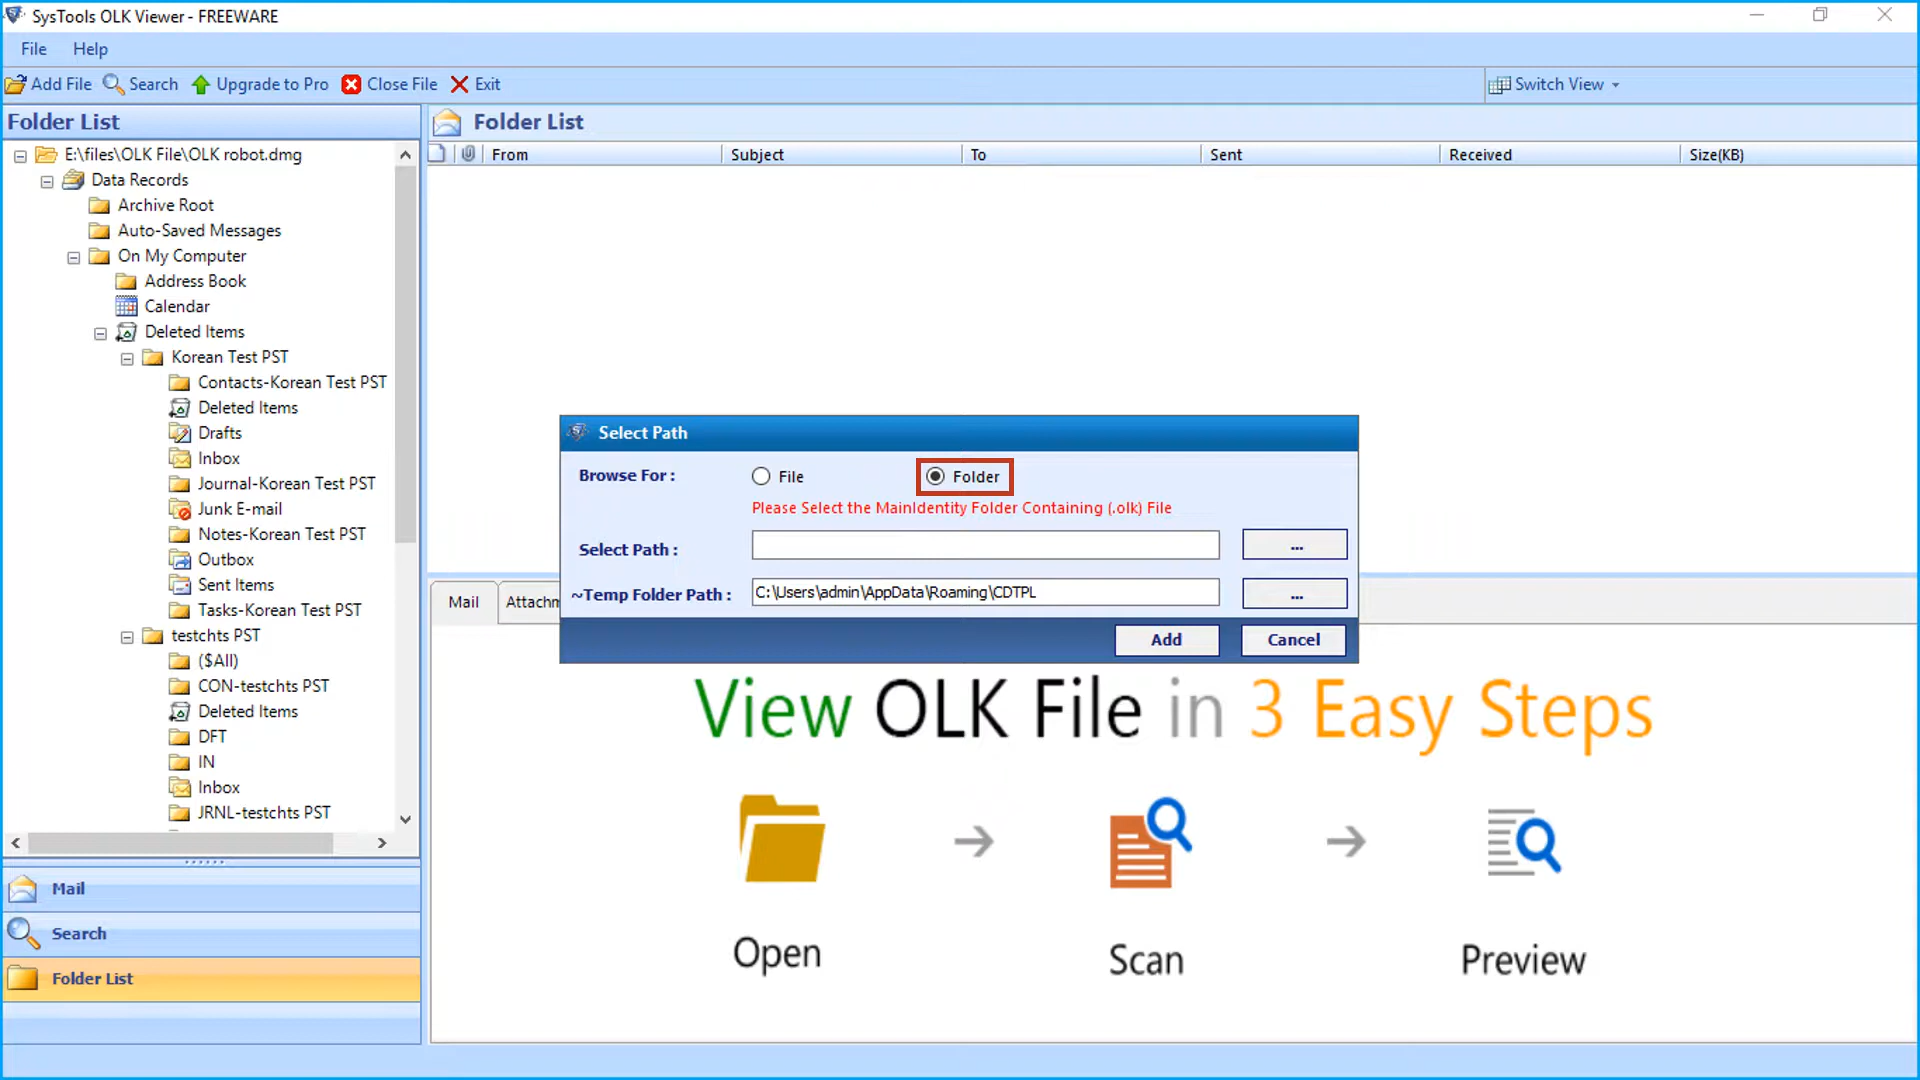 SysTools OLK Viewer - FREEWARE
File Help
Add File Search Upgrade to Pro Close File Exit Switch View
Folder List
E:\files\OLK File\OLK robot.dmg
Data Records
Archive Root
Auto-Saved Messages
On My Computer
Address Book
Calendar
Deleted Items
Korean Test PST
Contacts-Korean Test PST
Deleted Items
Drafts
Inbox
Journal-Korean Test PST
Junk E-mail
Notes-Korean Test PST
Outbox
Sent Items
Tasks-Korean Test PST
testchts PST
($All)
CON-testchts PST
Deleted Items
DFT
IN
Inbox
JRNL-testchts PST
Mail
Search
Folder List
Folder List
From Subject To Sent Received Size(KB)
Select Path
Browse For : File Folder
Please Select the MainIdentity Folder Containing (.olk) File
Select Path : ...
~Temp Folder Path : C:\Users\admin\AppData\Roaming\CDTPL ...
Add Cancel
Mail Attachm
View OLK File in 3 Easy Steps
Open Scan Preview